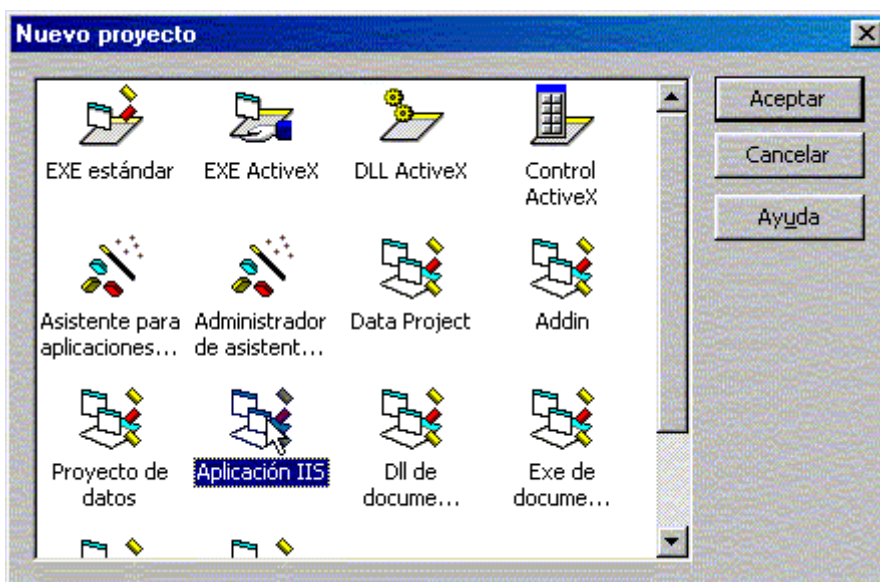 Nuevo proyecto
Aceptar
Cancelar
Ayuda
EXE estándar
EXE ActiveX
DLL ActiveX
Control
ActiveX
Asistente para
aplicaciones...
Administrador
de asistent...
Data Project
Addin
Proyecto de
datos
Aplicación IIS
Dll de
docume...
Exe de
docume...